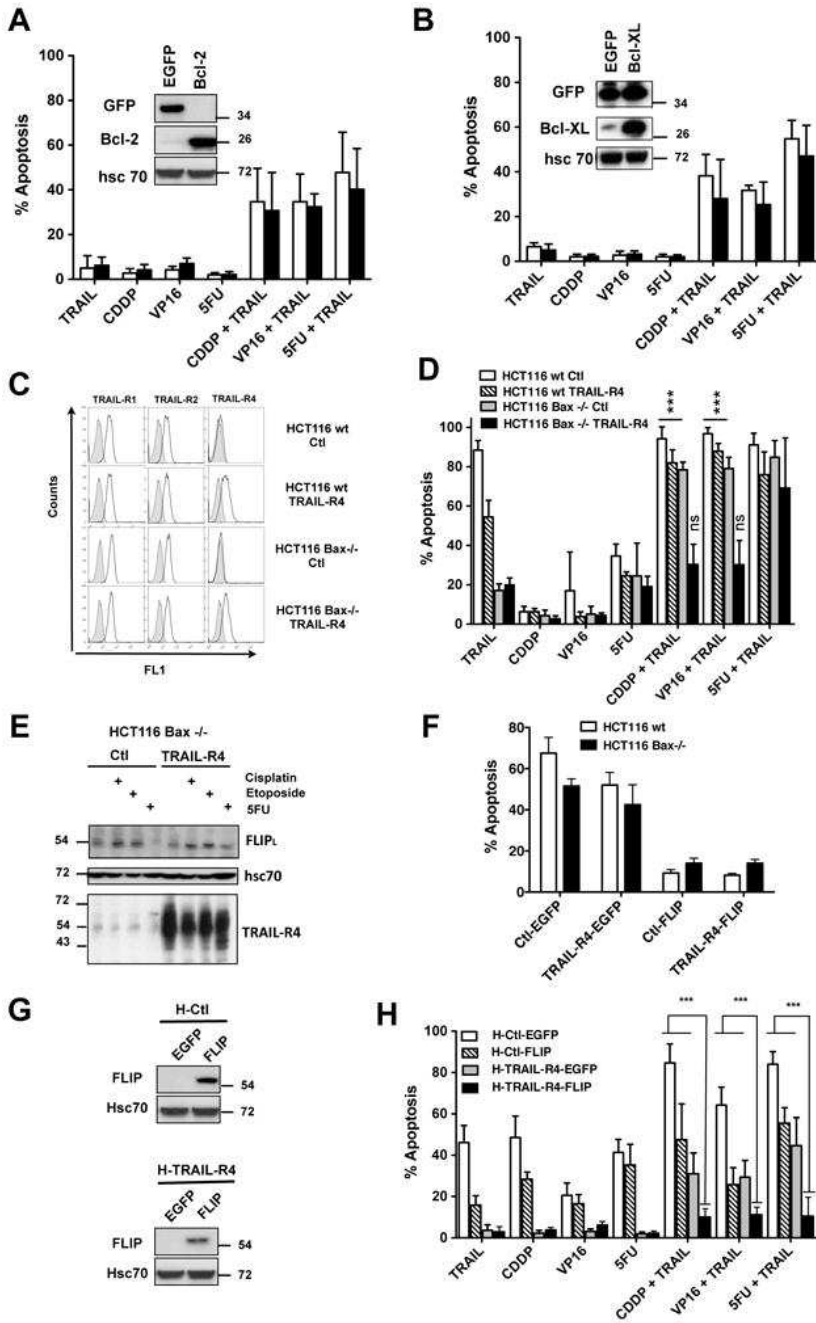 A
% Apoptosis
100
80
60
40
20
0
EGFP
Bcl-2
GFP
34
Bcl-2
26
hsc 70
72
TRAIL
CDDP
VP16
5FU
CDDP + TRAIL
VP16 + TRAIL
5FU + TRAIL
B
% Apoptosis
100
80
60
40
20
0
EGFP
Bcl-XL
GFP
34
Bcl-XL
26
hsc 70
72
TRAIL
CDDP
VP16
5FU
CDDP + TRAIL
VP16 + TRAIL
5FU + TRAIL
C
TRAIL-R1
TRAIL-R2
TRAIL-R4
Counts
HCT116 wt
Ctl
HCT116 wt
TRAIL-R4
HCT116 Bax-/-
Ctl
HCT116 Bax-/-
TRAIL-R4
FL1
D
HCT116 wt Ctl
HCT116 wt TRAIL-R4
HCT116 Bax -/- Ctl
HCT116 Bax -/- TRAIL-R4
% Apoptosis
100
80
60
40
20
0
***
***
ns
ns
TRAIL
CDDP
VP16
5FU
CDDP + TRAIL
VP16 + TRAIL
5FU + TRAIL
E
HCT116 Bax -/-
Ctl
TRAIL-R4
+ + Cisplatin
+ + Etoposide
+ + 5FU
54
FLIPL
72
hsc70
72
54
43
TRAIL-R4
F
HCT116 wt
HCT116 Bax-/-
% Apoptosis
80
60
40
20
0
Ctl-EGFP
TRAIL-R4-EGFP
Ctl-FLIP
TRAIL-R4-FLIP
G
H-Ctl
EGFP
FLIP
FLIP
54
Hsc70
72
H-TRAIL-R4
EGFP
FLIP
FLIP
54
Hsc70
72
H
H-Ctl-EGFP
H-Ctl-FLIP
H-TRAIL-R4-EGFP
H-TRAIL-R4-FLIP
% Apoptosis
100
80
60
40
20
0
***
***
***
TRAIL
CDDP
VP16
5FU
CDDP + TRAIL
VP16 + TRAIL
5FU + TRAIL